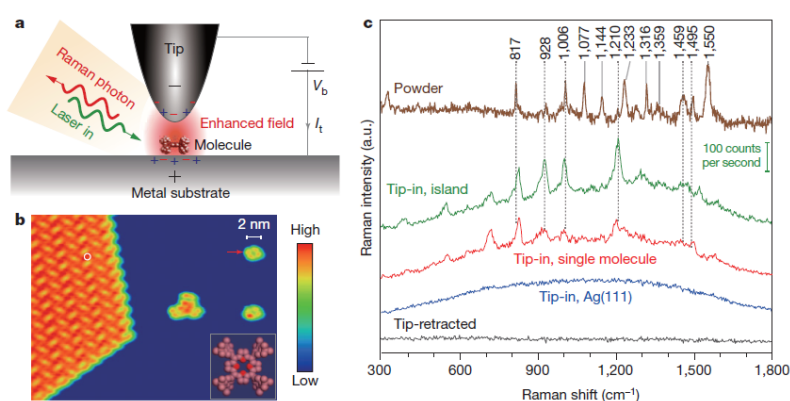 a
Tip
Raman photon
Laser in
Enhanced field
Molecule
Metal substrate
Vb
It
b
2 nm
High
Low
c
817
928
1,006
1,077
1,144
1,210
1,233
1,316
1,359
1,459
1,495
1,550
Powder
100 counts
per second
Tip-in, island
Tip-in, single molecule
Tip-in, Ag(111)
Tip-retracted
Raman intensity (a.u.)
300 600 900 1,200 1,500 1,800
Raman shift (cm⁻¹)